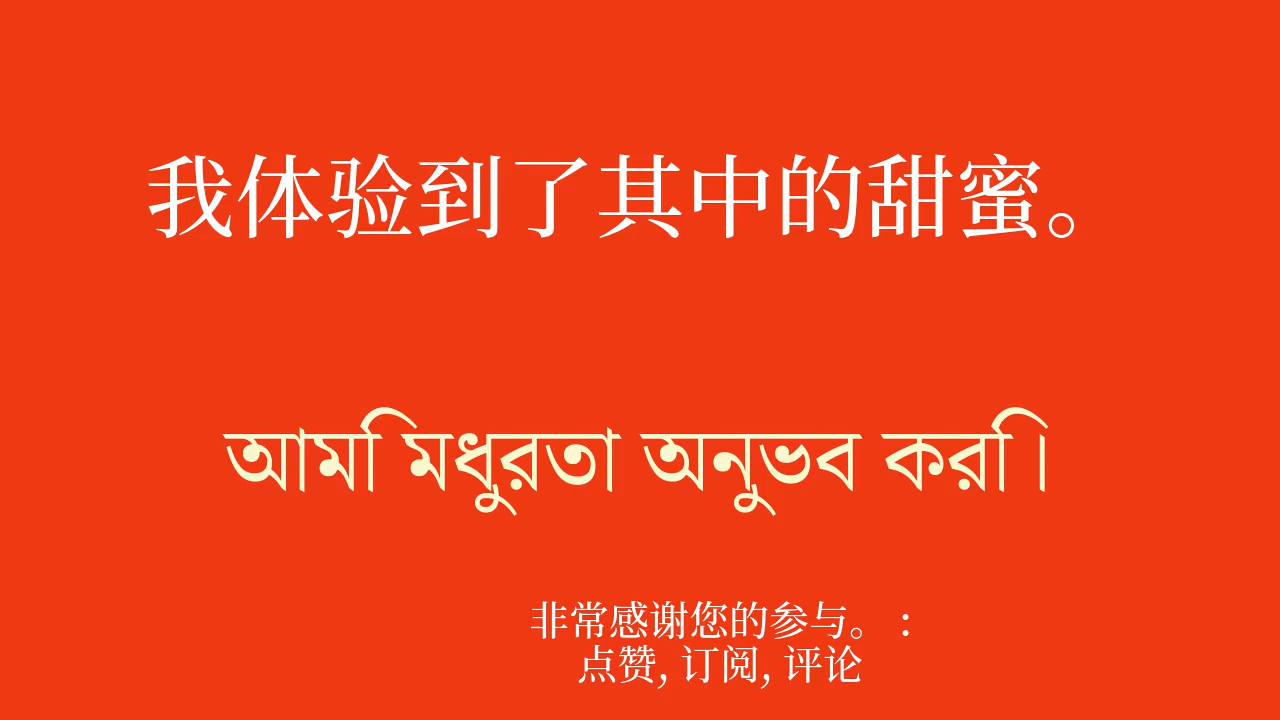 我体验到了其中的甜蜜。
আমি মধুরতা অনুভব করি।
非常感谢您的参与。 :
点赞, 订阅, 评论